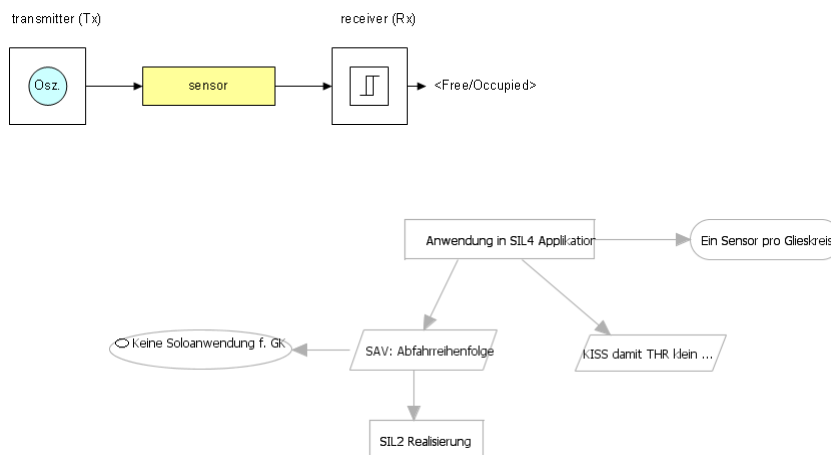 transmitter (Tx)
receiver (Rx)
Osz.
sensor
<Free/Occupied>
Anwendung in SIL4 Applikation
Ein Sensor pro Glieskreis
Keine Soloanwendung f. GK
SAV: Abfahrreihenfolge
KISS damit THR klein ...
SIL2 Realisierung